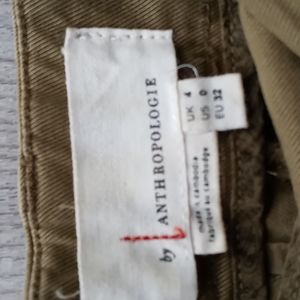 by ANTHROPOLOGIE
UK 4
US 0
EU 32
made in cambodia
fabriqué au cambodge